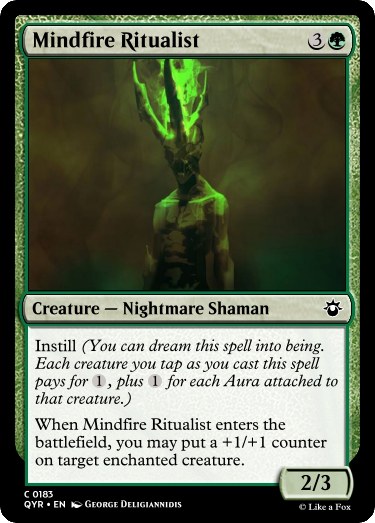 Mindfire Ritualist 3
Creature — Nightmare Shaman
Instill (You can dream this spell into being.
Each creature you tap as you cast this spell
pays for 1, plus 1 for each Aura attached to
that creature.)
When Mindfire Ritualist enters the
battlefield, you may put a +1/+1 counter
on target enchanted creature.
2/3
C 0183
QYR • EN George Deligiannidis
© Like a Fox